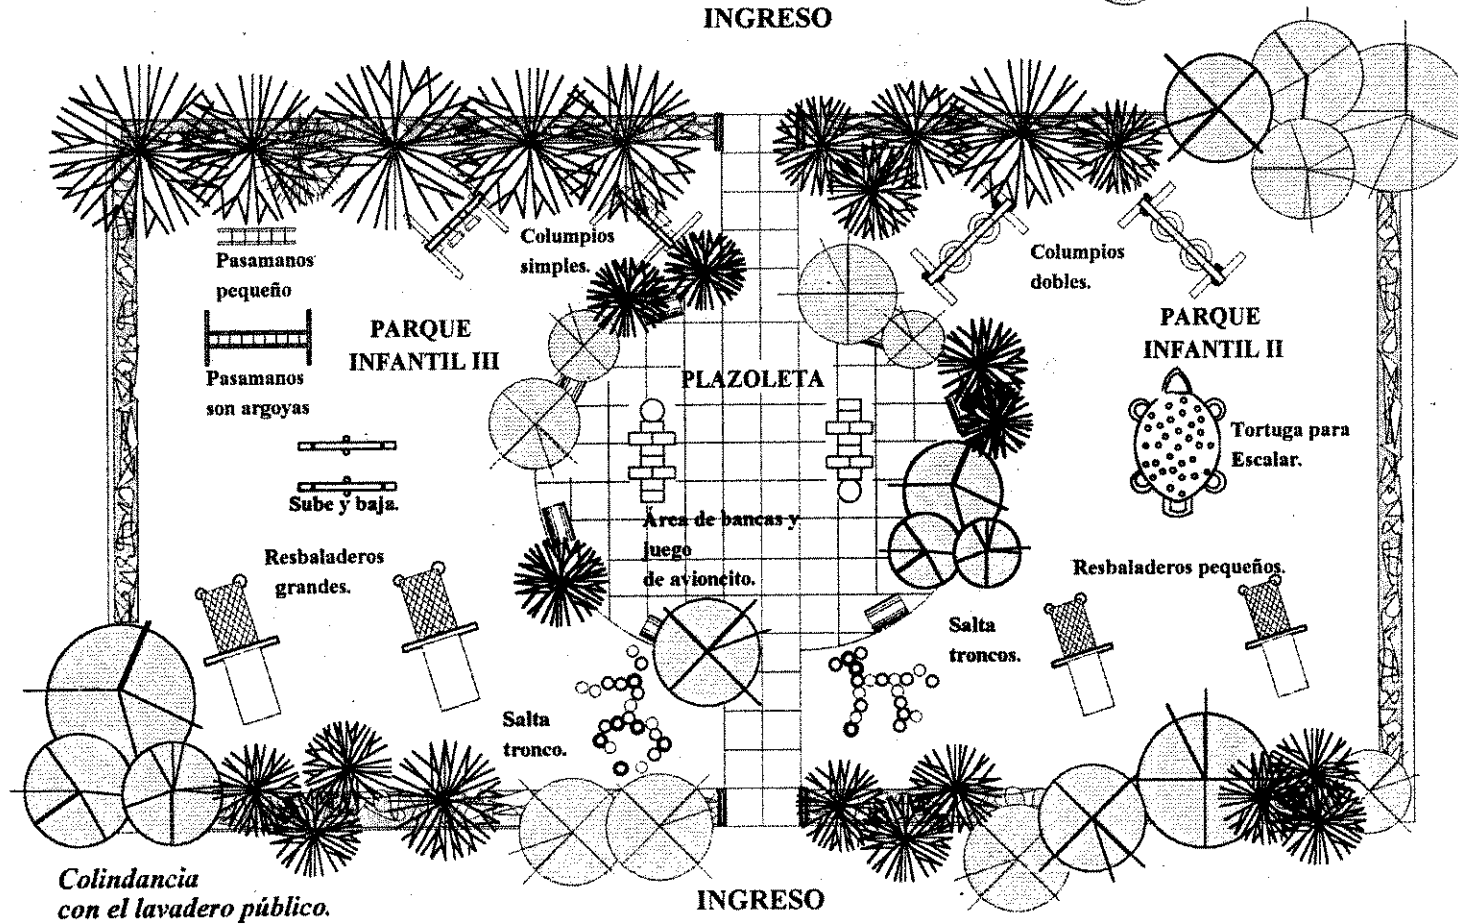 INGRESO
Columpios
simples.
Columpios
dobles.
Pasamanos
pequeño
PARQUE
INFANTIL III
PARQUE
INFANTIL II
Pasamanos
son argoyas
PLAZOLETA
Tortuga para
Escalar.
Sube y baja.
Área de bancas y
juego
de avioncito.
Resbaladeros
grandes.
Resbaladeros pequeños.
Salta
troncos.
Salta
tronco.
Colindancia
con el lavadero público.
INGRESO